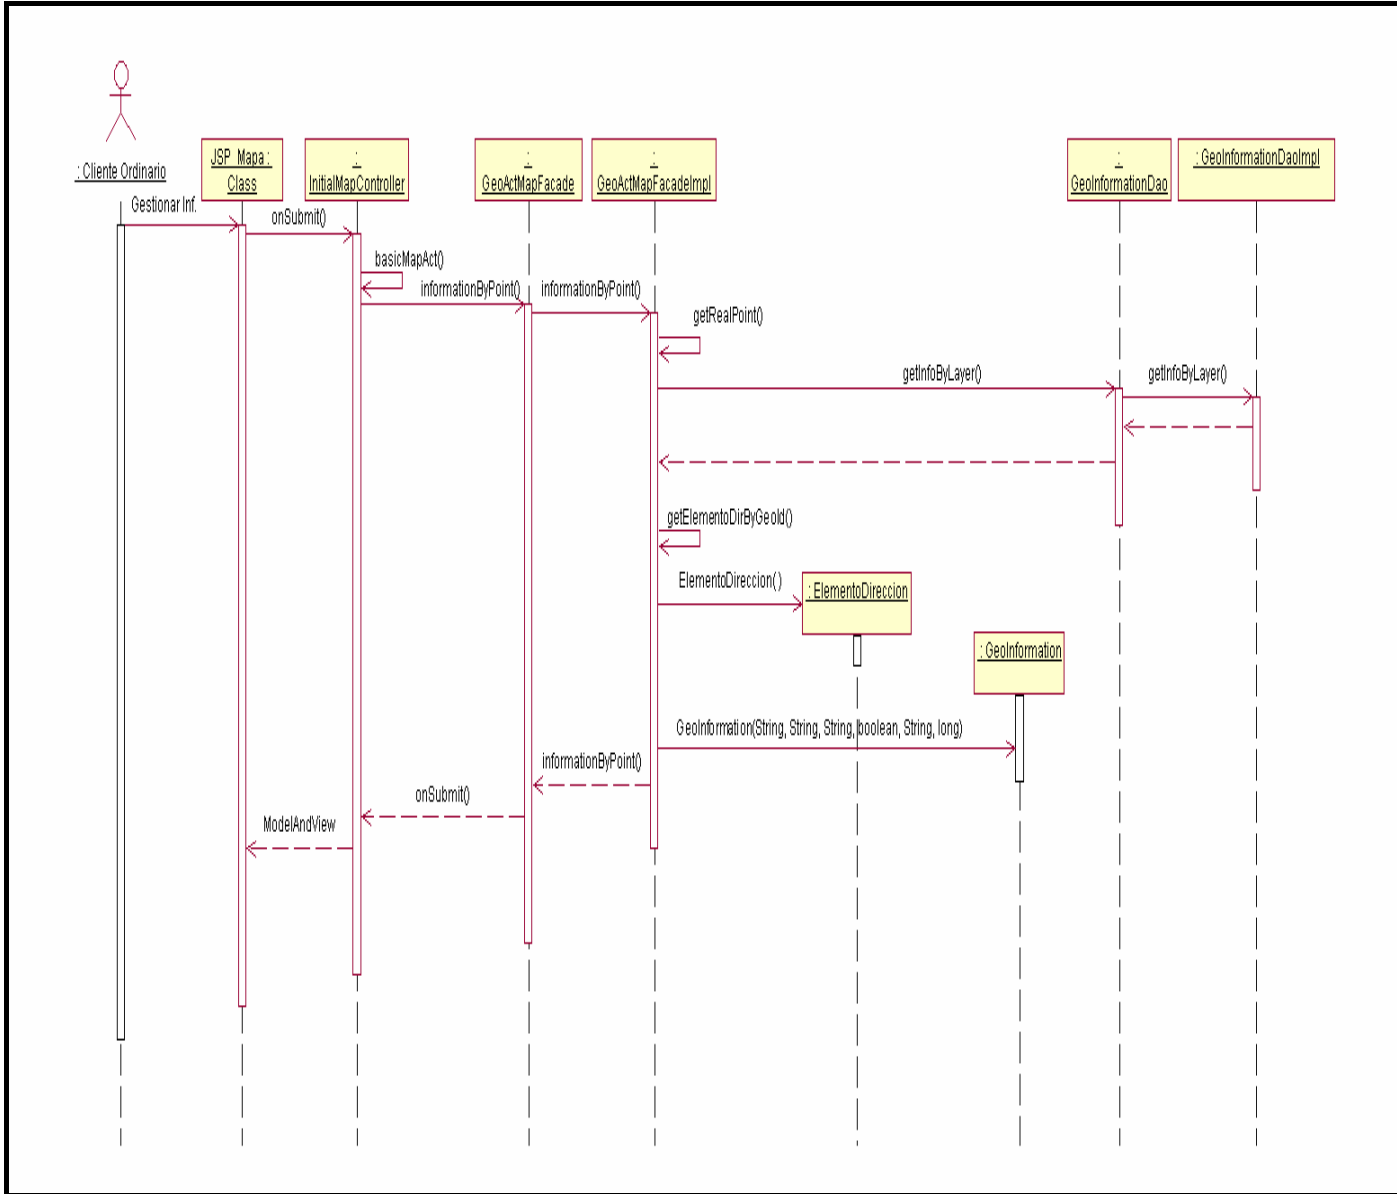 : Cliente Ordinario
JSP_Mapa :
Class
:
InitialMapController
:
GeoActMapFacade
:
GeoActMapFacadeImpl
:
GeoInformationDao
: GeoInformationDaoImpl
Gestionar Inf.
onSubmit()
basicMapAct()
informationByPoint()
informationByPoint()
getRealPoint()
getInfoByLayer()
getInfoByLayer()
getElementoDirByGeoId()
ElementoDireccion( )
: ElementoDireccion
: GeoInformation
GeoInformation(String, String, String, boolean, String, long)
informationByPoint()
onSubmit()
ModelAndView